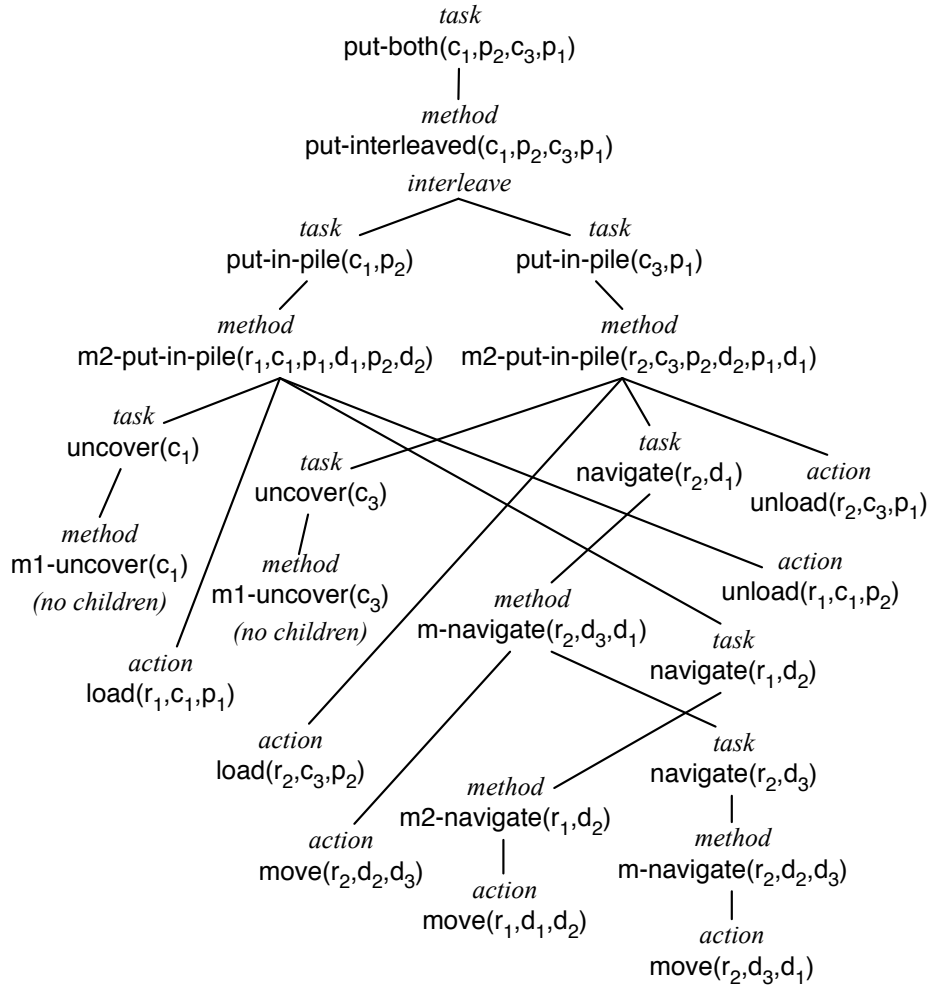 task
put-both(c₁,p₂,c₃,p₁)
method
put-interleaved(c₁,p₂,c₃,p₁)
interleave
task
put-in-pile(c₁,p₂)
task
put-in-pile(c₃,p₁)
method
m2-put-in-pile(r₁,c₁,p₁,d₁,p₂,d₂)
method
m2-put-in-pile(r₂,c₃,p₂,d₂,p₁,d₁)
task
uncover(c₁)
task
uncover(c₃)
task
navigate(r₂,d₁)
action
unload(r₂,c₃,p₁)
method
m1-uncover(c₁)
(no children)
method
m1-uncover(c₃)
(no children)
action
unload(r₁,c₁,p₂)
method
m-navigate(r₂,d₃,d₁)
task
navigate(r₁,d₂)
action
load(r₁,c₁,p₁)
action
load(r₂,c₃,p₂)
task
navigate(r₂,d₃)
method
m2-navigate(r₁,d₂)
action
move(r₂,d₂,d₃)
method
m-navigate(r₂,d₂,d₃)
action
move(r₁,d₁,d₂)
action
move(r₂,d₃,d₁)